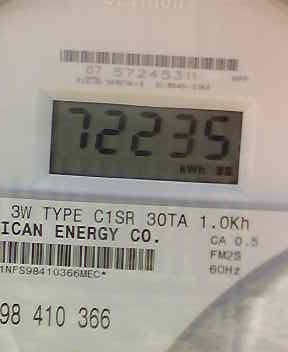 07 57245311
72235
kWh
3W TYPE C1SR 30TA 1.0Kh
ICAN ENERGY CO.
CA 0.5
FM2S
60Hz
1NFS98410366MEC*
98 410 366